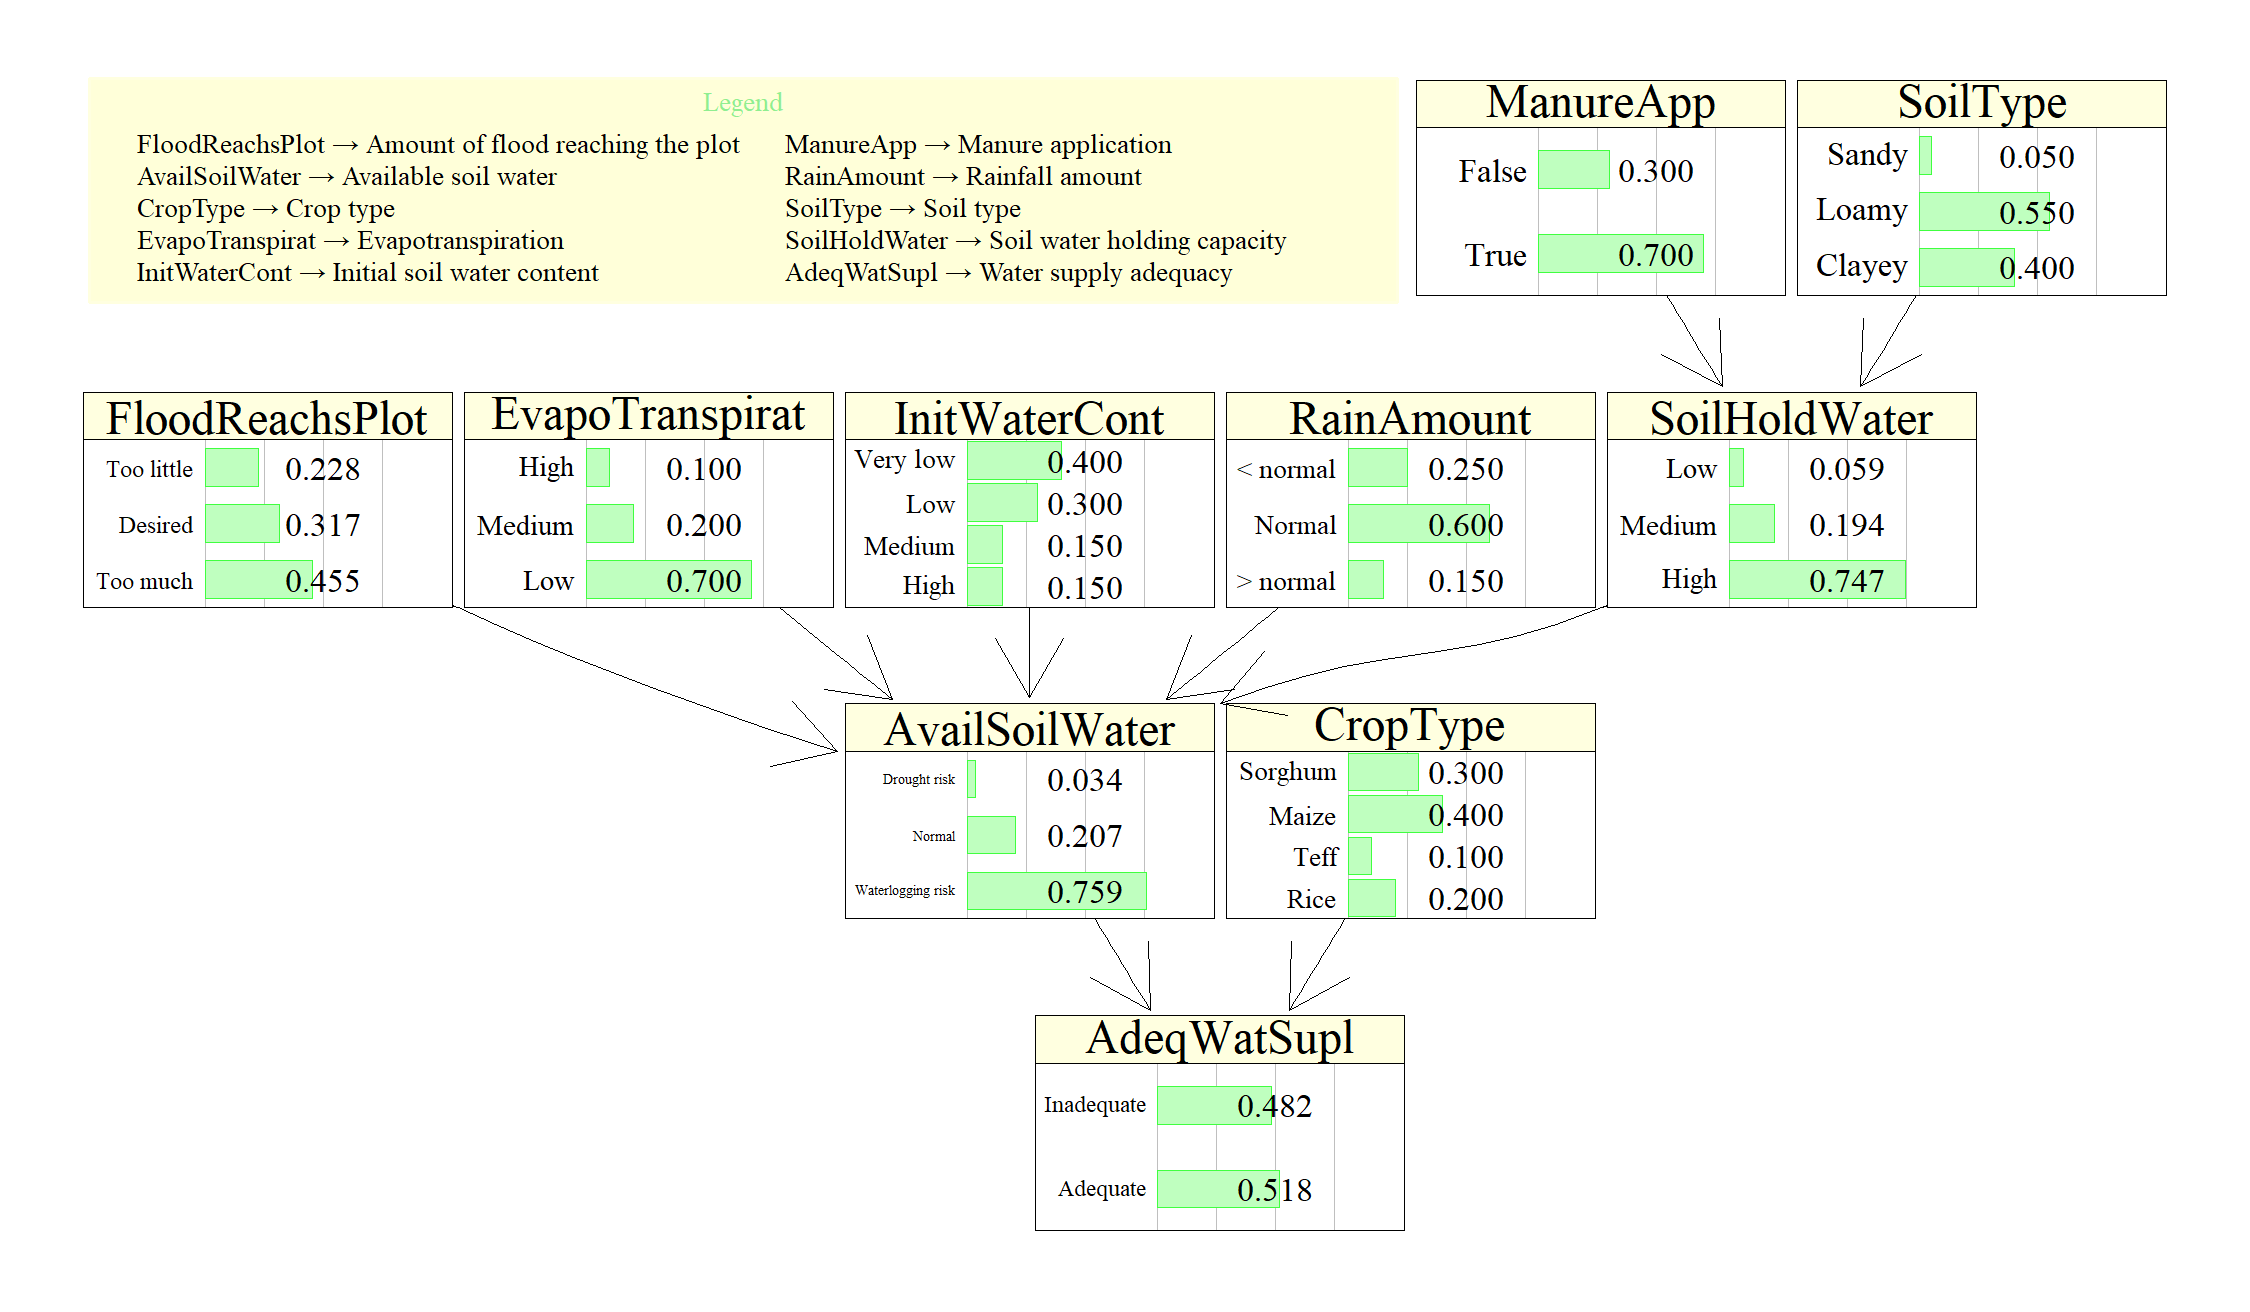 Legend
FloodReachsPlot → Amount of flood reaching the plot
AvailSoilWater → Available soil water
CropType → Crop type
EvapoTranspirat → Evapotranspiration
InitWaterCont → Initial soil water content
ManureApp → Manure application
RainAmount → Rainfall amount
SoilType → Soil type
SoilHoldWater → Soil water holding capacity
AdeqWatSupl → Water supply adequacy
ManureApp
False 0.300
True 0.700
SoilType
Sandy 0.050
Loamy 0.550
Clayey 0.400
FloodReachsPlot
Too little 0.228
Desired 0.317
Too much 0.455
EvapoTranspirat
High 0.100
Medium 0.200
Low 0.700
InitWaterCont
Very low 0.400
Low 0.300
Medium 0.150
High 0.150
RainAmount
< normal 0.250
Normal 0.600
> normal 0.150
SoilHoldWater
Low 0.059
Medium 0.194
High 0.747
AvailSoilWater
Drought risk 0.034
Normal 0.207
Waterlogging risk 0.759
CropType
Sorghum 0.300
Maize 0.400
Teff 0.100
Rice 0.200
AdeqWatSupl
Inadequate 0.482
Adequate 0.518